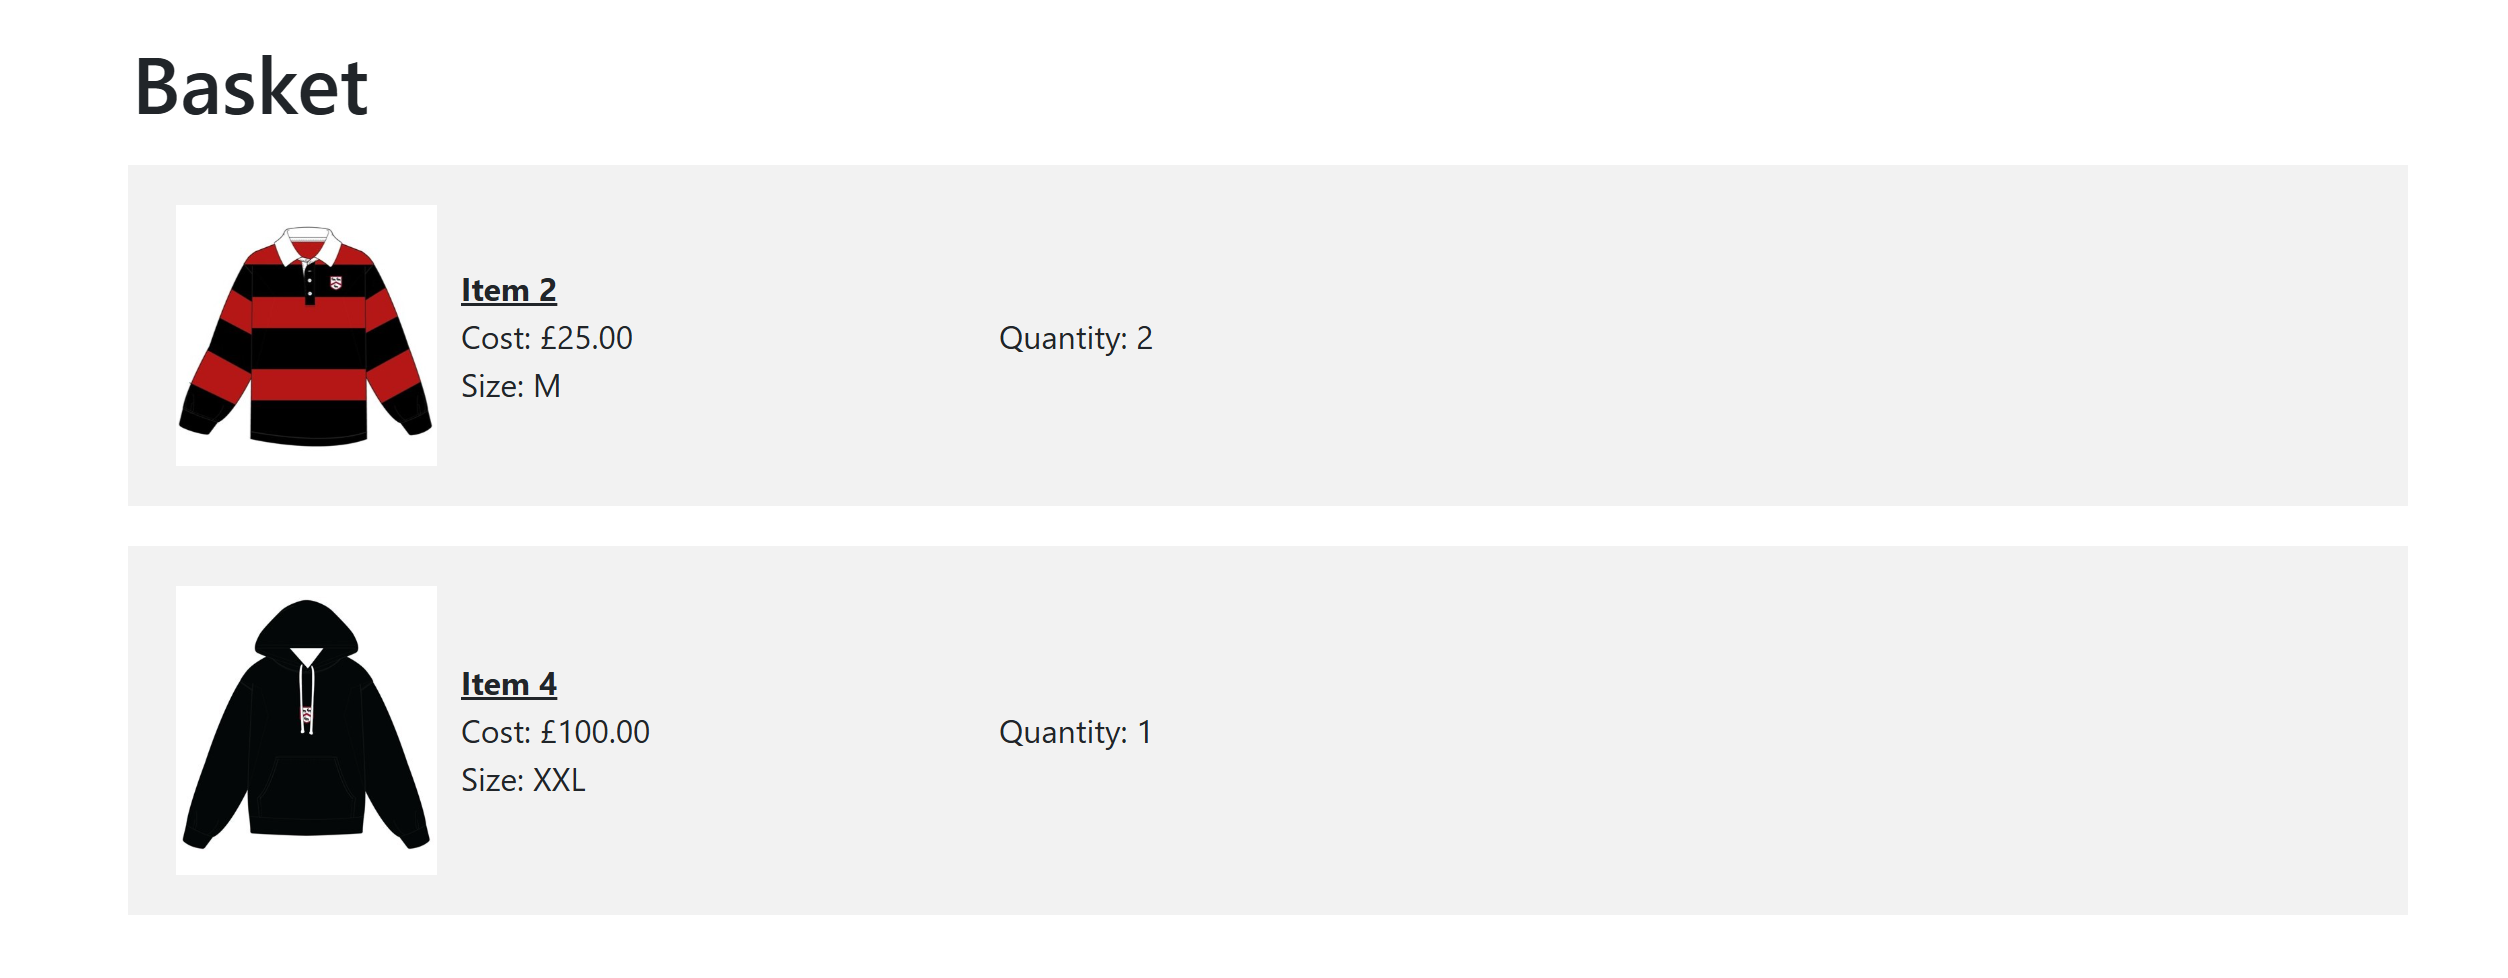 Basket
Item 2
Cost: £25.00
Quantity: 2
Size: M
Item 4
Cost: £100.00
Quantity: 1
Size: XXL